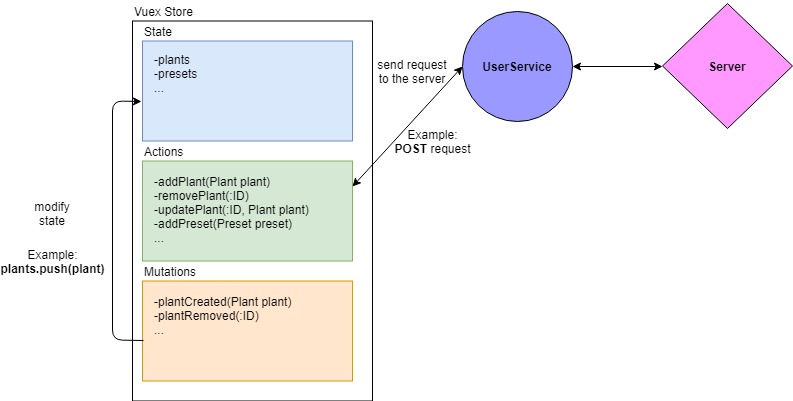 Vuex Store
State
-plants
-presets
...
Actions
-addPlant(Plant plant)
-removePlant(:ID)
-updatePlant(:ID, Plant plant)
-addPreset(Preset preset)
...
Mutations
-plantCreated(Plant plant)
-plantRemoved(:ID)
...
modify
state
Example:
plants.push(plant)
send request
to the server
Example:
POST request
UserService
Server